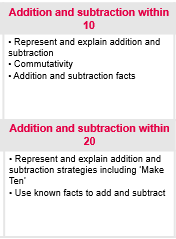 Addition and subtraction within
10
• Represent and explain addition and
subtraction
• Commutativity
• Addition and subtraction facts
Addition and subtraction within
20
• Represent and explain addition and
subtraction strategies including ‘Make
Ten’
• Use known facts to add and subtract